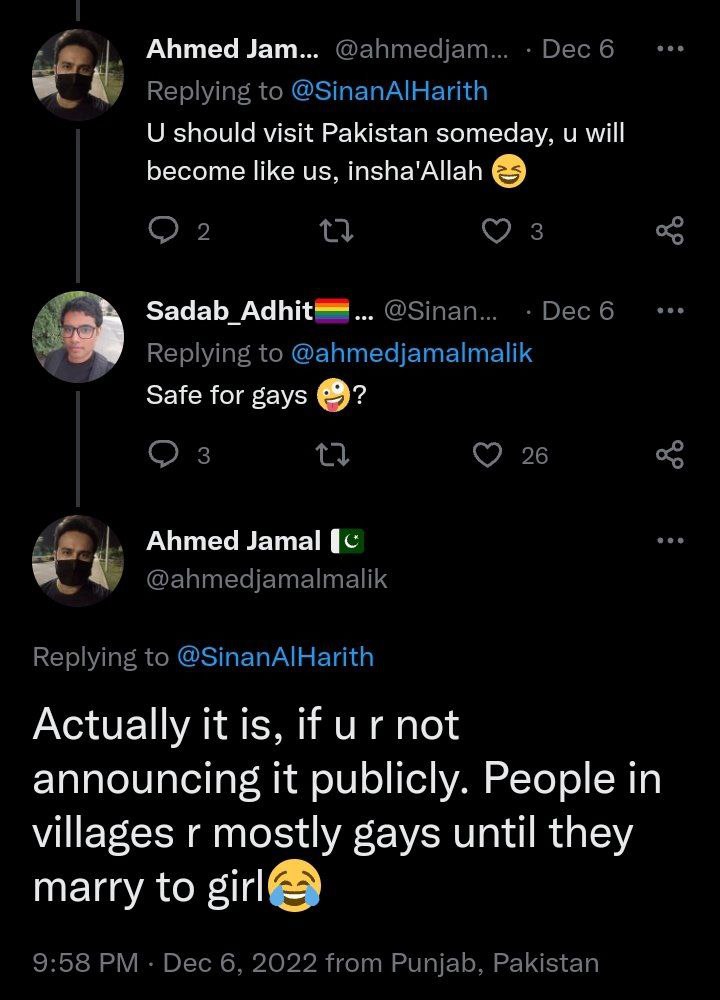 Ahmed Jam... @ahmedjam... · Dec 6
Replying to @SinanAlHarith
U should visit Pakistan someday, u will
become like us, insha'Allah 😆
2 3
Sadab_Adhit🏳️‍🌈... @Sinan... · Dec 6
Replying to @ahmedjamalmalik
Safe for gays 🤪?
3 26
Ahmed Jamal 🇵🇰
@ahmedjamalmalik
Replying to @SinanAlHarith
Actually it is, if u r not
announcing it publicly. People in
villages r mostly gays until they
marry to girl😂
9:58 PM · Dec 6, 2022 from Punjab, Pakistan